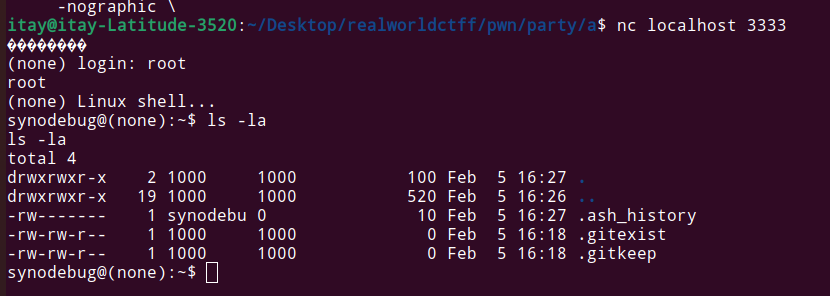 -nographic \
itay@itay-Latitude-3520:~/Desktop/realworldctff/pwn/party/a$ nc localhost 3333
���������
(none) login: root
root
(none) Linux shell...
synodebug@(none):~$ ls -la
ls -la
total 4
drwxrwxr-x 2 1000 1000 100 Feb 5 16:27 .
drwxrwxr-x 19 1000 1000 520 Feb 5 16:26 ..
-rw------- 1 synodebu 0 10 Feb 5 16:27 .ash_history
-rw-rw-r-- 1 1000 1000 0 Feb 5 16:18 .gitexist
-rw-rw-r-- 1 1000 1000 0 Feb 5 16:18 .gitkeep
synodebug@(none):~$